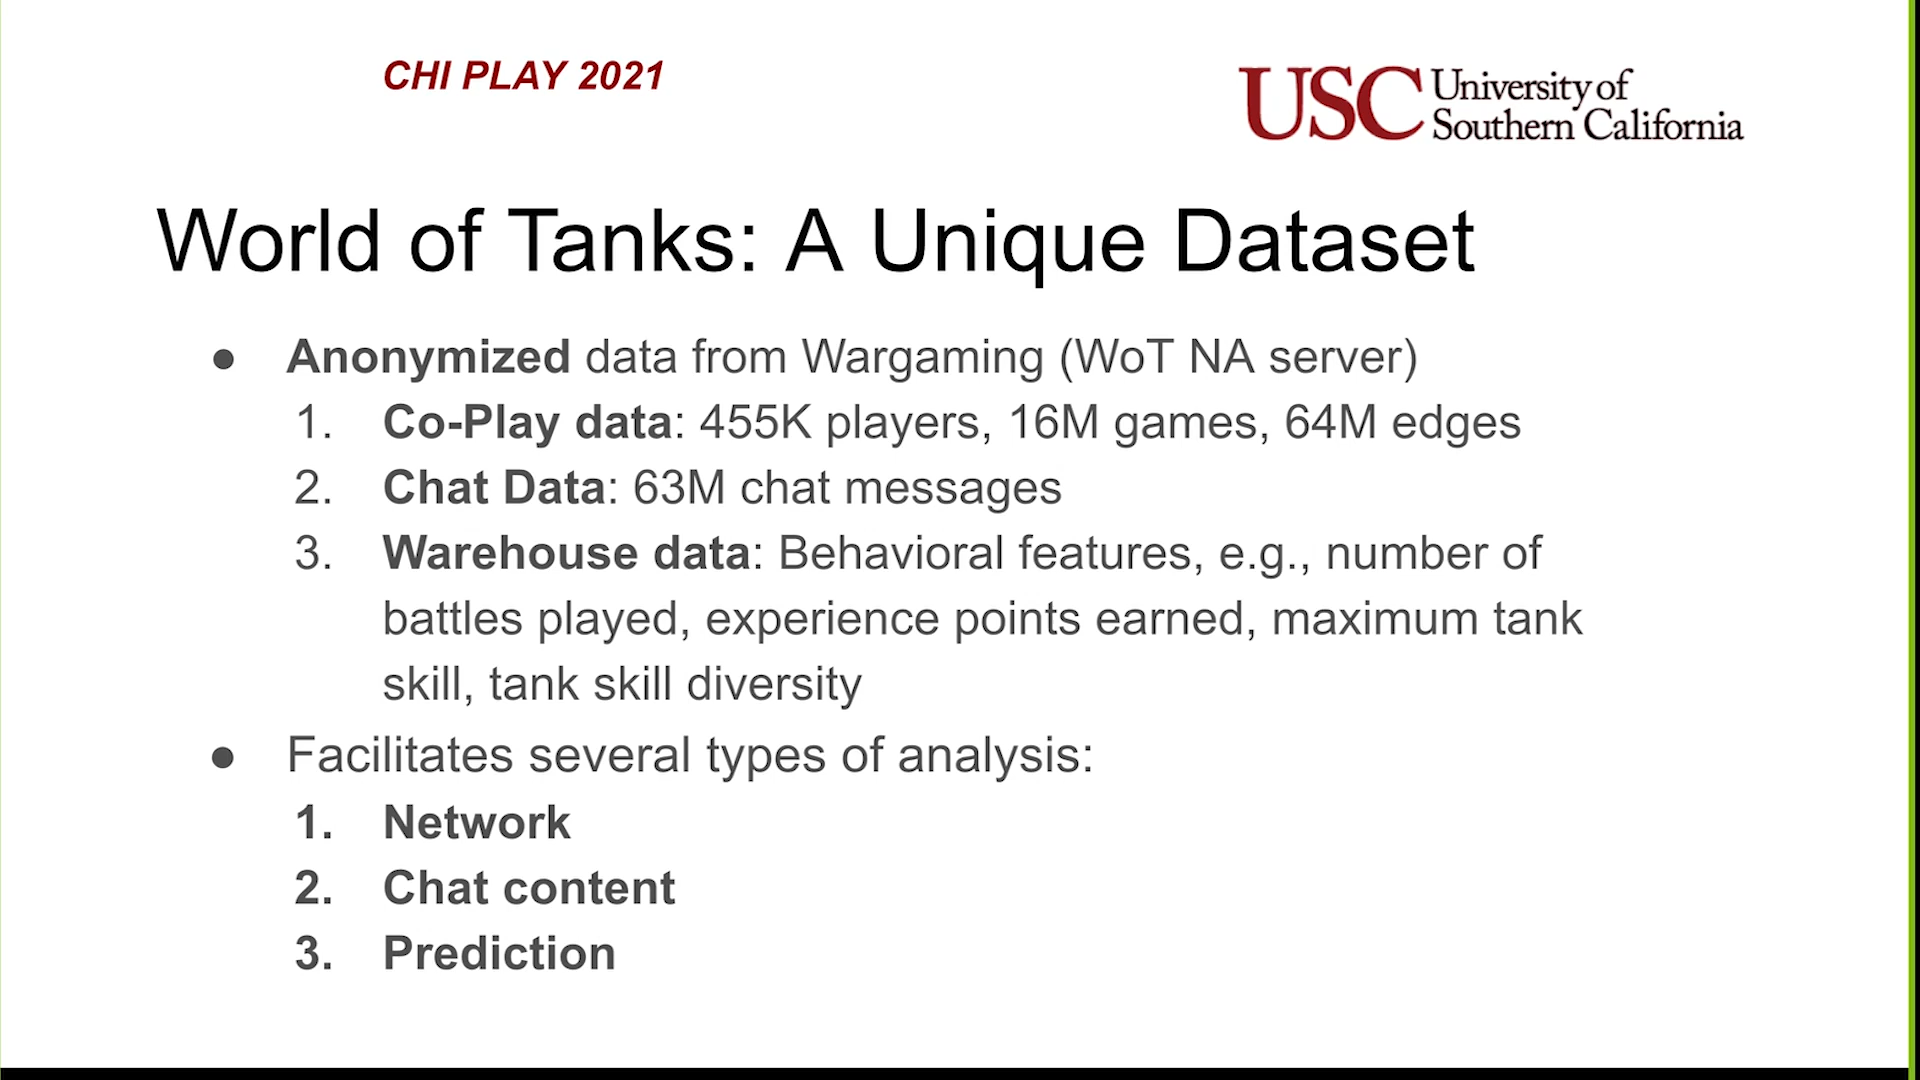 CHI PLAY 2021
USC University of
Southern California
World of Tanks: A Unique Dataset
● Anonymized data from Wargaming (WoT NA server)
1. Co-Play data: 455K players, 16M games, 64M edges
2. Chat Data: 63M chat messages
3. Warehouse data: Behavioral features, e.g., number of
battles played, experience points earned, maximum tank
skill, tank skill diversity
● Facilitates several types of analysis:
1. Network
2. Chat content
3. Prediction